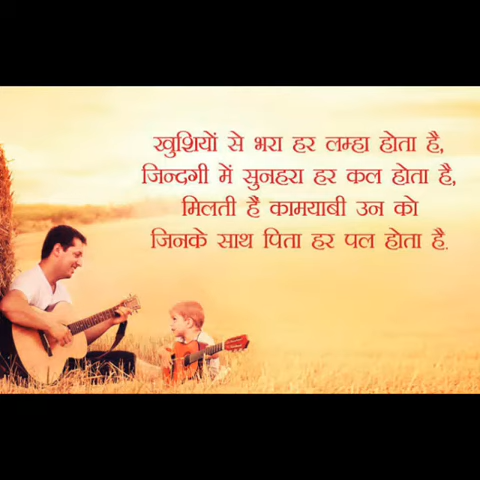 खुशियों से भरा हर लम्हा होता है,
जिन्दगी में सुनहरा हर कल होता है,
मिलती हैं कामयाबी उन को
जिनके साथ पिता हर पल होता है.